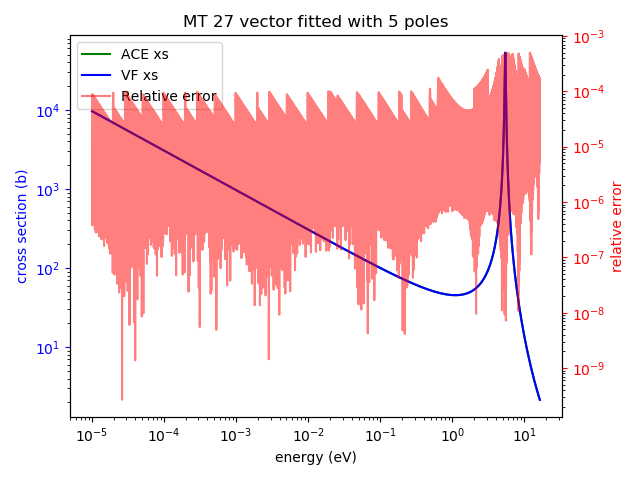 MT 27 vector fitted with 5 poles
ACE xs
VF xs
Relative error
cross section (b)
10^4
10^3
10^2
10^1
10^-3
10^-4
10^-5
10^-6
10^-7
10^-8
10^-9
relative error
10^-5 10^-4 10^-3 10^-2 10^-1 10^0 10^1
energy (eV)